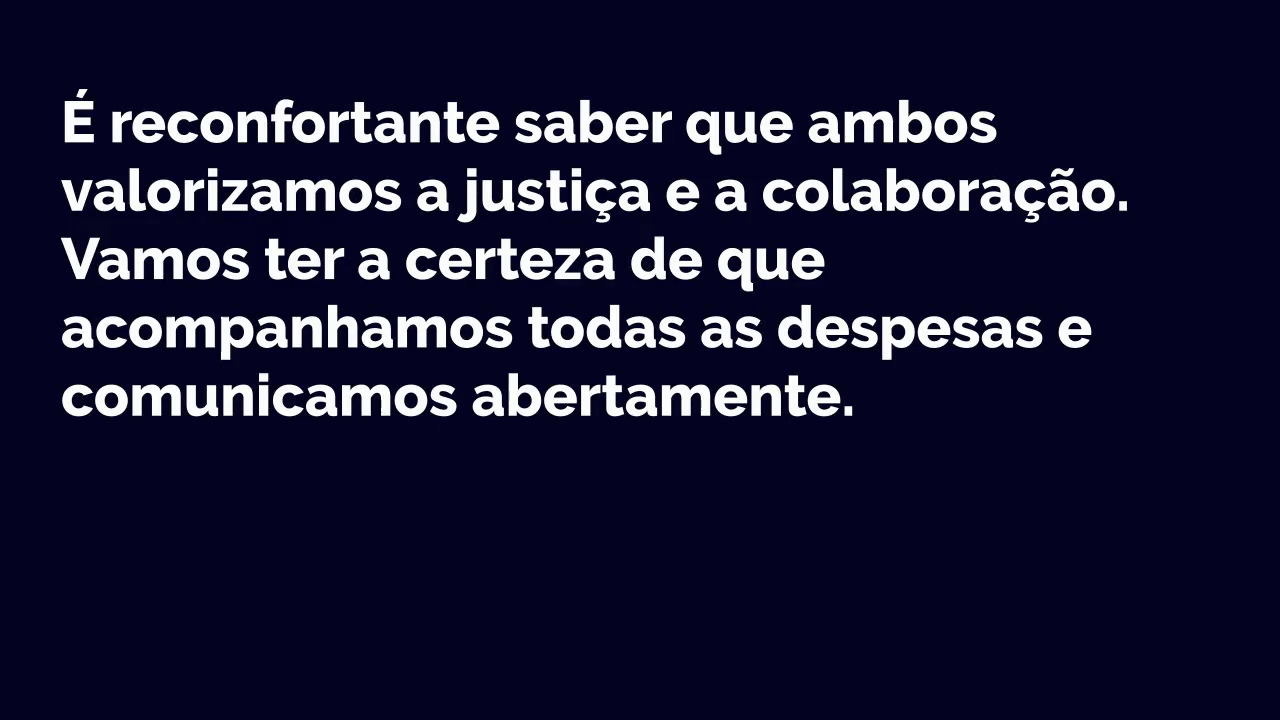 É reconfortante saber que ambos
valorizamos a justiça e a colaboração.
Vamos ter a certeza de que
acompanhamos todas as despesas e
comunicamos abertamente.